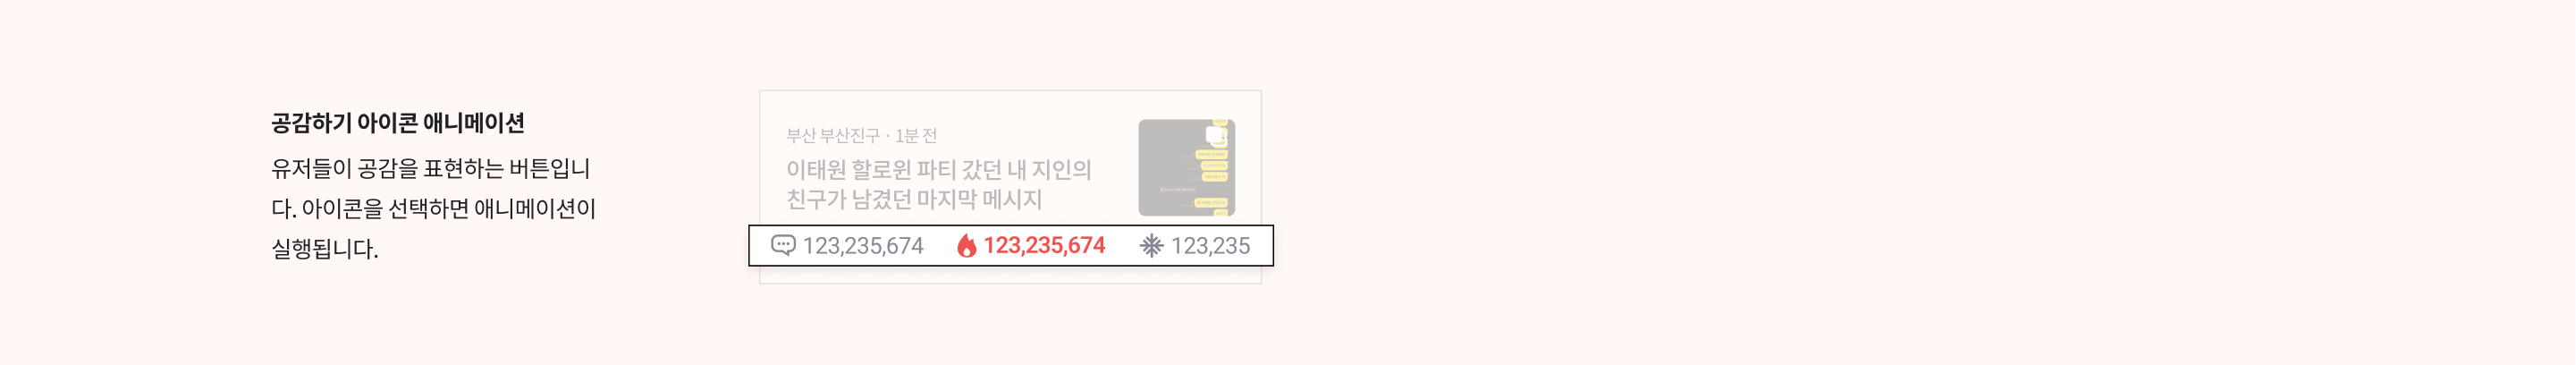 공감하기 아이콘 애니메이션
유저들이 공감을 표현하는 버튼입니
다. 아이콘을 선택하면 애니메이션이
실행됩니다.
부산 부산진구 · 1분 전
이태원 할로윈 파티 갔던 내 지인의
친구가 남겼던 마지막 메시지
123,235,674 123,235,674 123,235